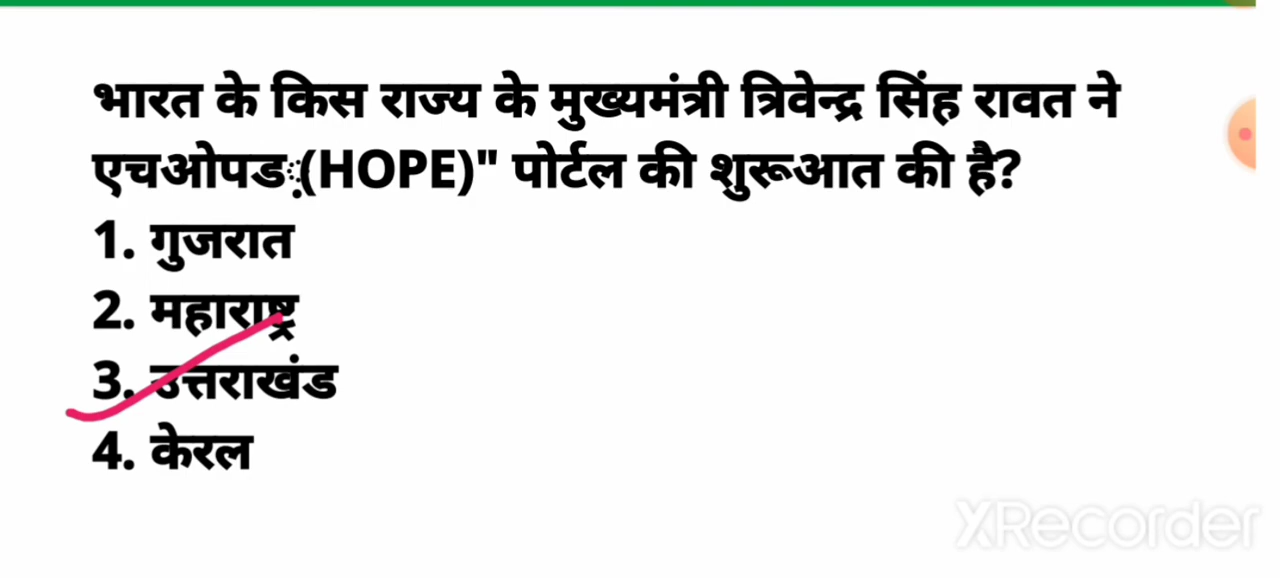 भारत के किस राज्य के मुख्यमंत्री त्रिवेन्द्र सिंह रावत ने
एचओपड़(HOPE)" पोर्टल की शुरूआत की है?
1. गुजरात
2. महाराष्ट्र
3. उत्तराखंड
4. केरल
XRecorder